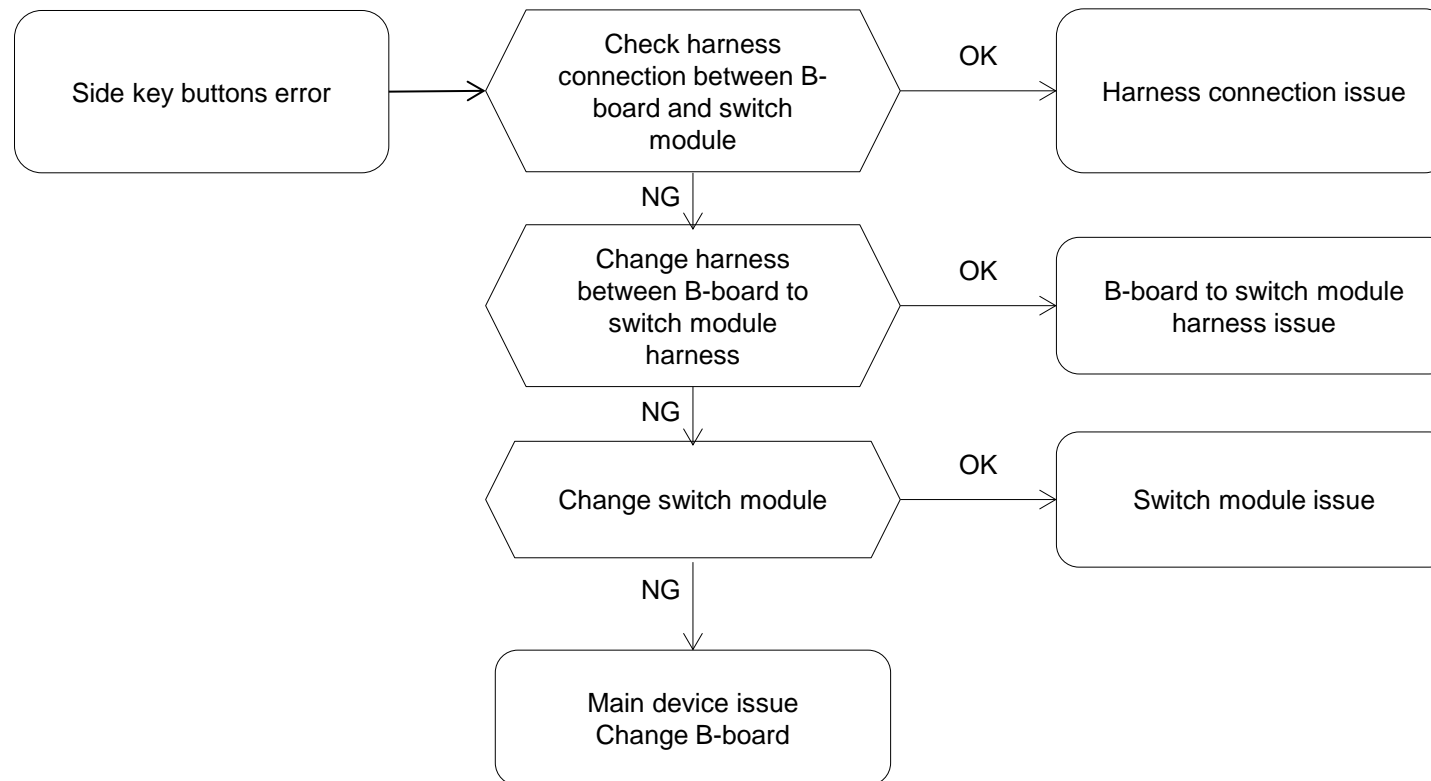 Side key buttons error
Check harness
connection between B-
board and switch
module
OK
Harness connection issue
NG
Change harness
between B-board to
switch module
harness
OK
B-board to switch module
harness issue
NG
Change switch module
OK
Switch module issue
NG
Main device issue
Change B-board